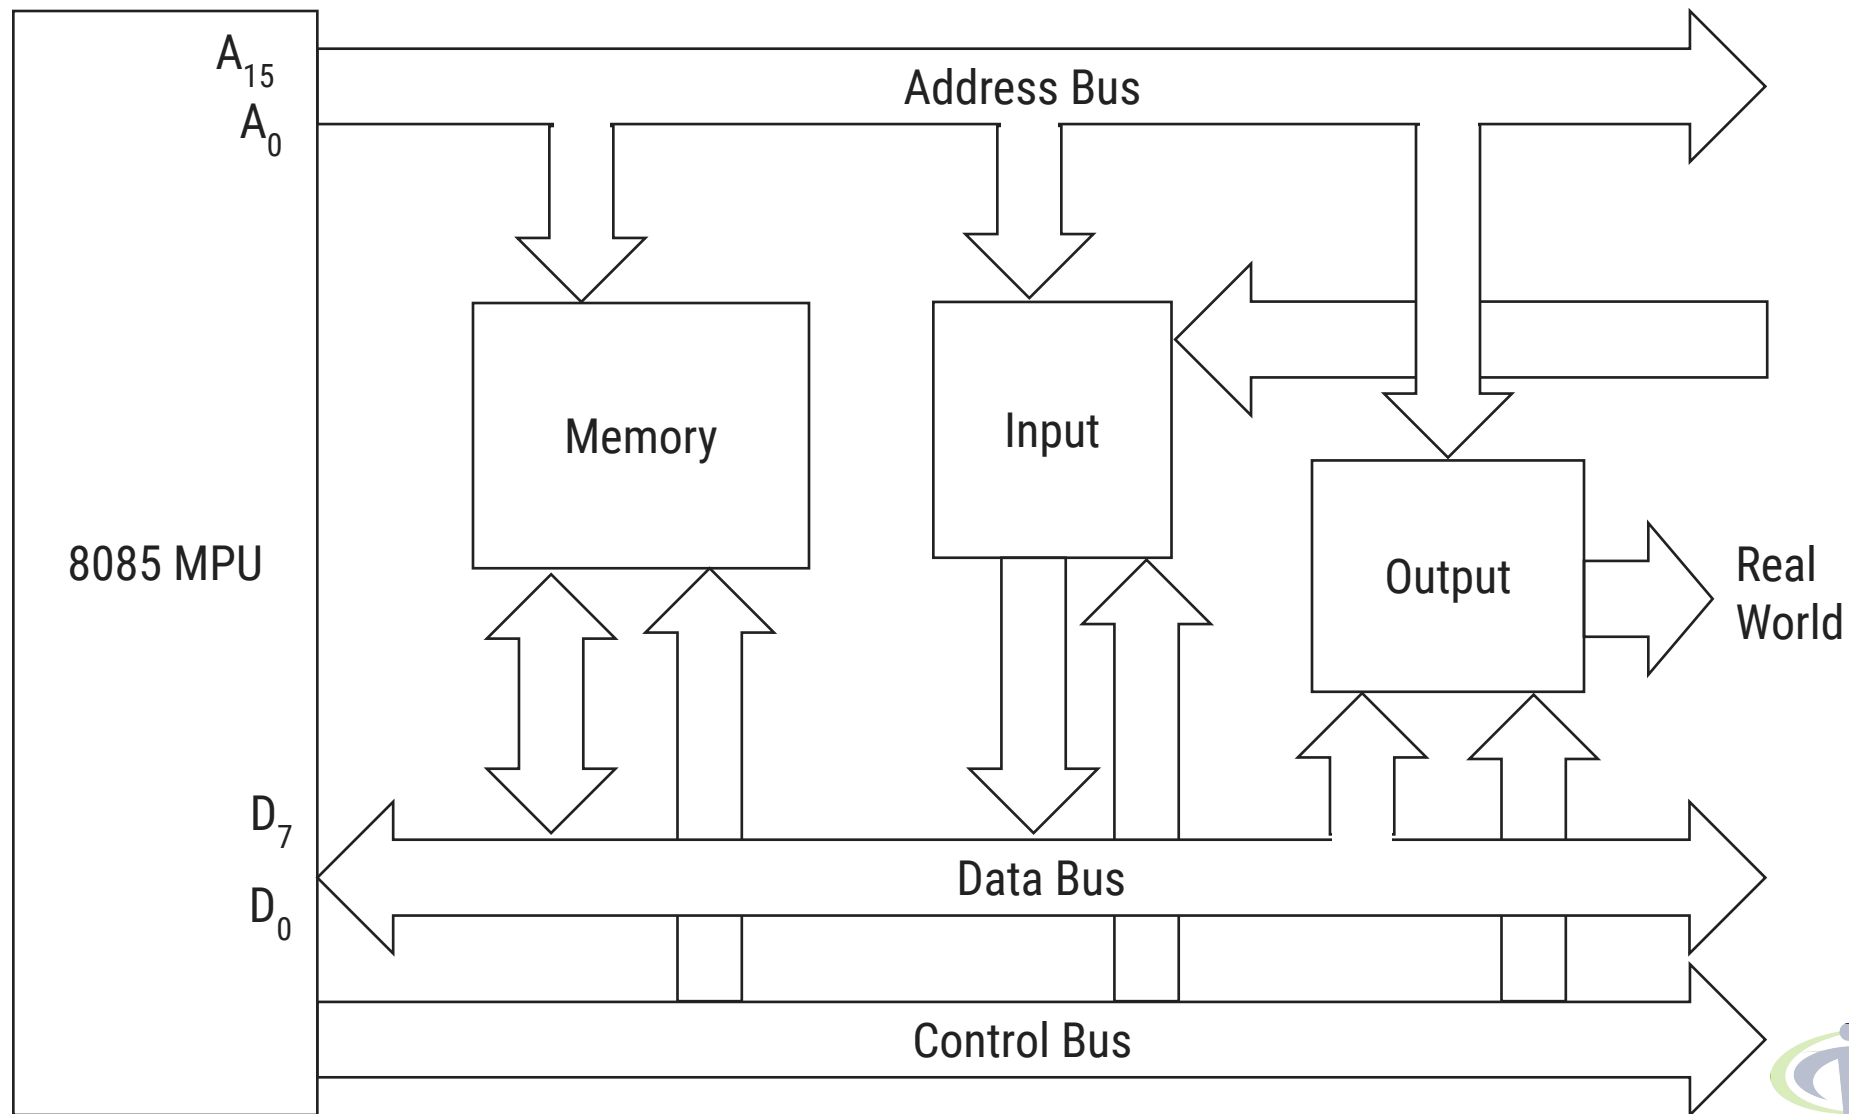 A₁₅
Address Bus
A₀
Memory
Input
8085 MPU
Output
Real
World
D₇
Data Bus
D₀
Control Bus